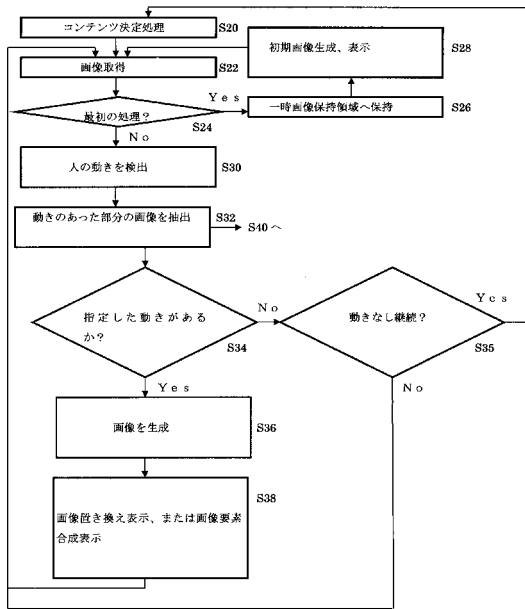 コンテンツ決定処理
S20
画像取得
S22
最初の処理?
S24
Yes
No
一時画像保持領域へ保持
S26
初期画像生成、表示
S28
人の動きを検出
S30
動きのあった部分の画像を抽出
S32
S40 へ
指定した動きがある
か?
S34
No
Yes
動きなし継続?
S35
Yes
No
画像を生成
S36
画像置き換え表示、または画像要素
合成表示
S38